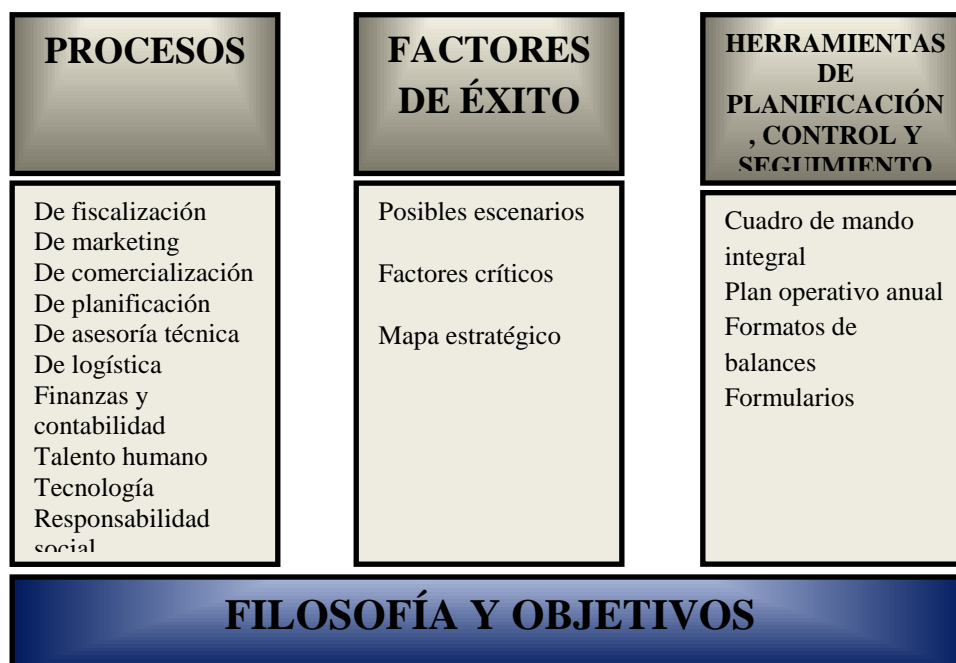 PROCESOS
De fiscalización
De marketing
De comercialización
De planificación
De asesoría técnica
De logística
Finanzas y
contabilidad
Talento humano
Tecnología
Responsabilidad
social
FACTORES
DE ÉXITO
Posibles escenarios
Factores críticos
Mapa estratégico
HERRAMIENTAS
DE
PLANIFICACIÓN
, CONTROL Y
SEGUIMIENTO
Cuadro de mando
integral
Plan operativo anual
Formatos de
balances
Formularios
FILOSOFÍA Y OBJETIVOS